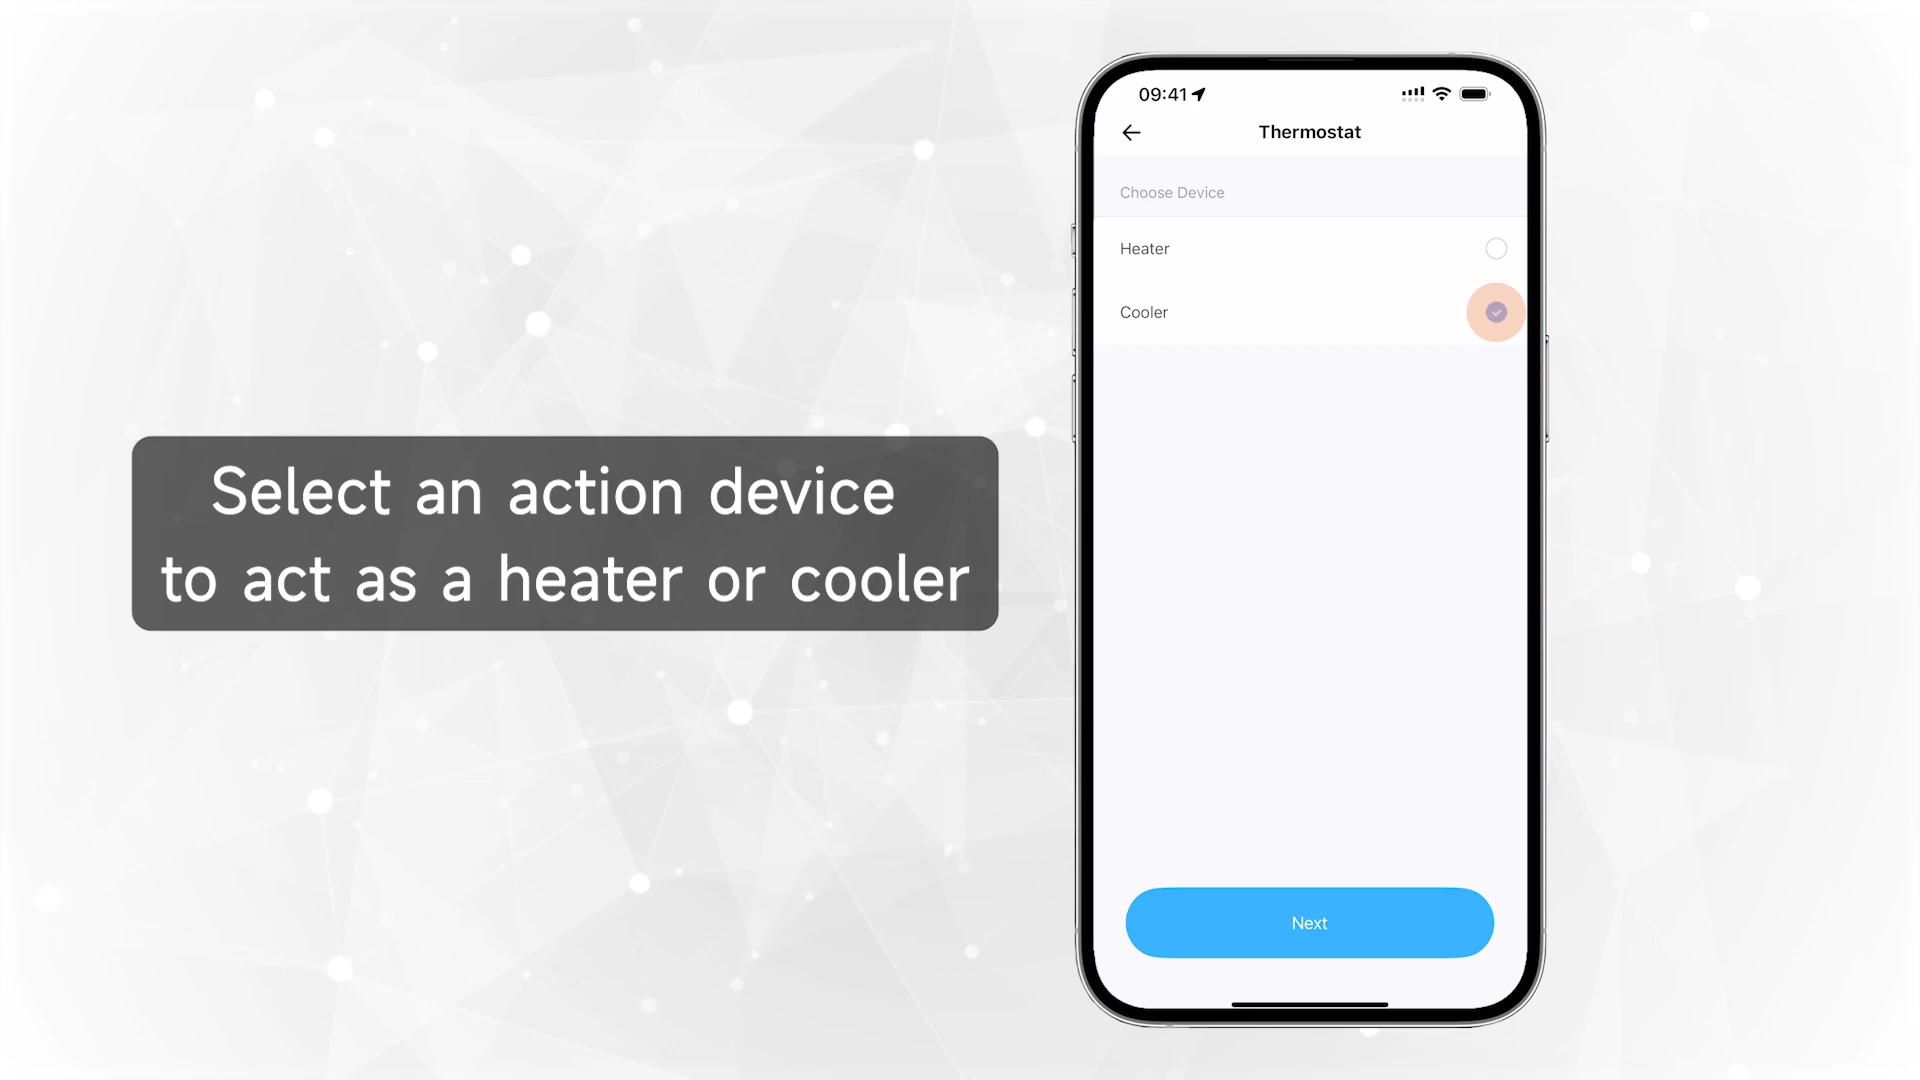 Select an action device
to act as a heater or cooler
09:41
Thermostat
Choose Device
Heater
Cooler
Next